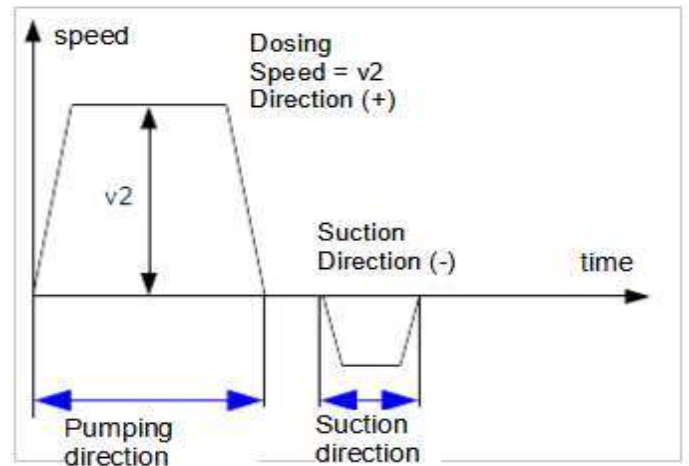 speed
Dosing
Speed = v2
Direction (+)
v2
Suction
Direction (-)
time
Pumping
direction
Suction
direction